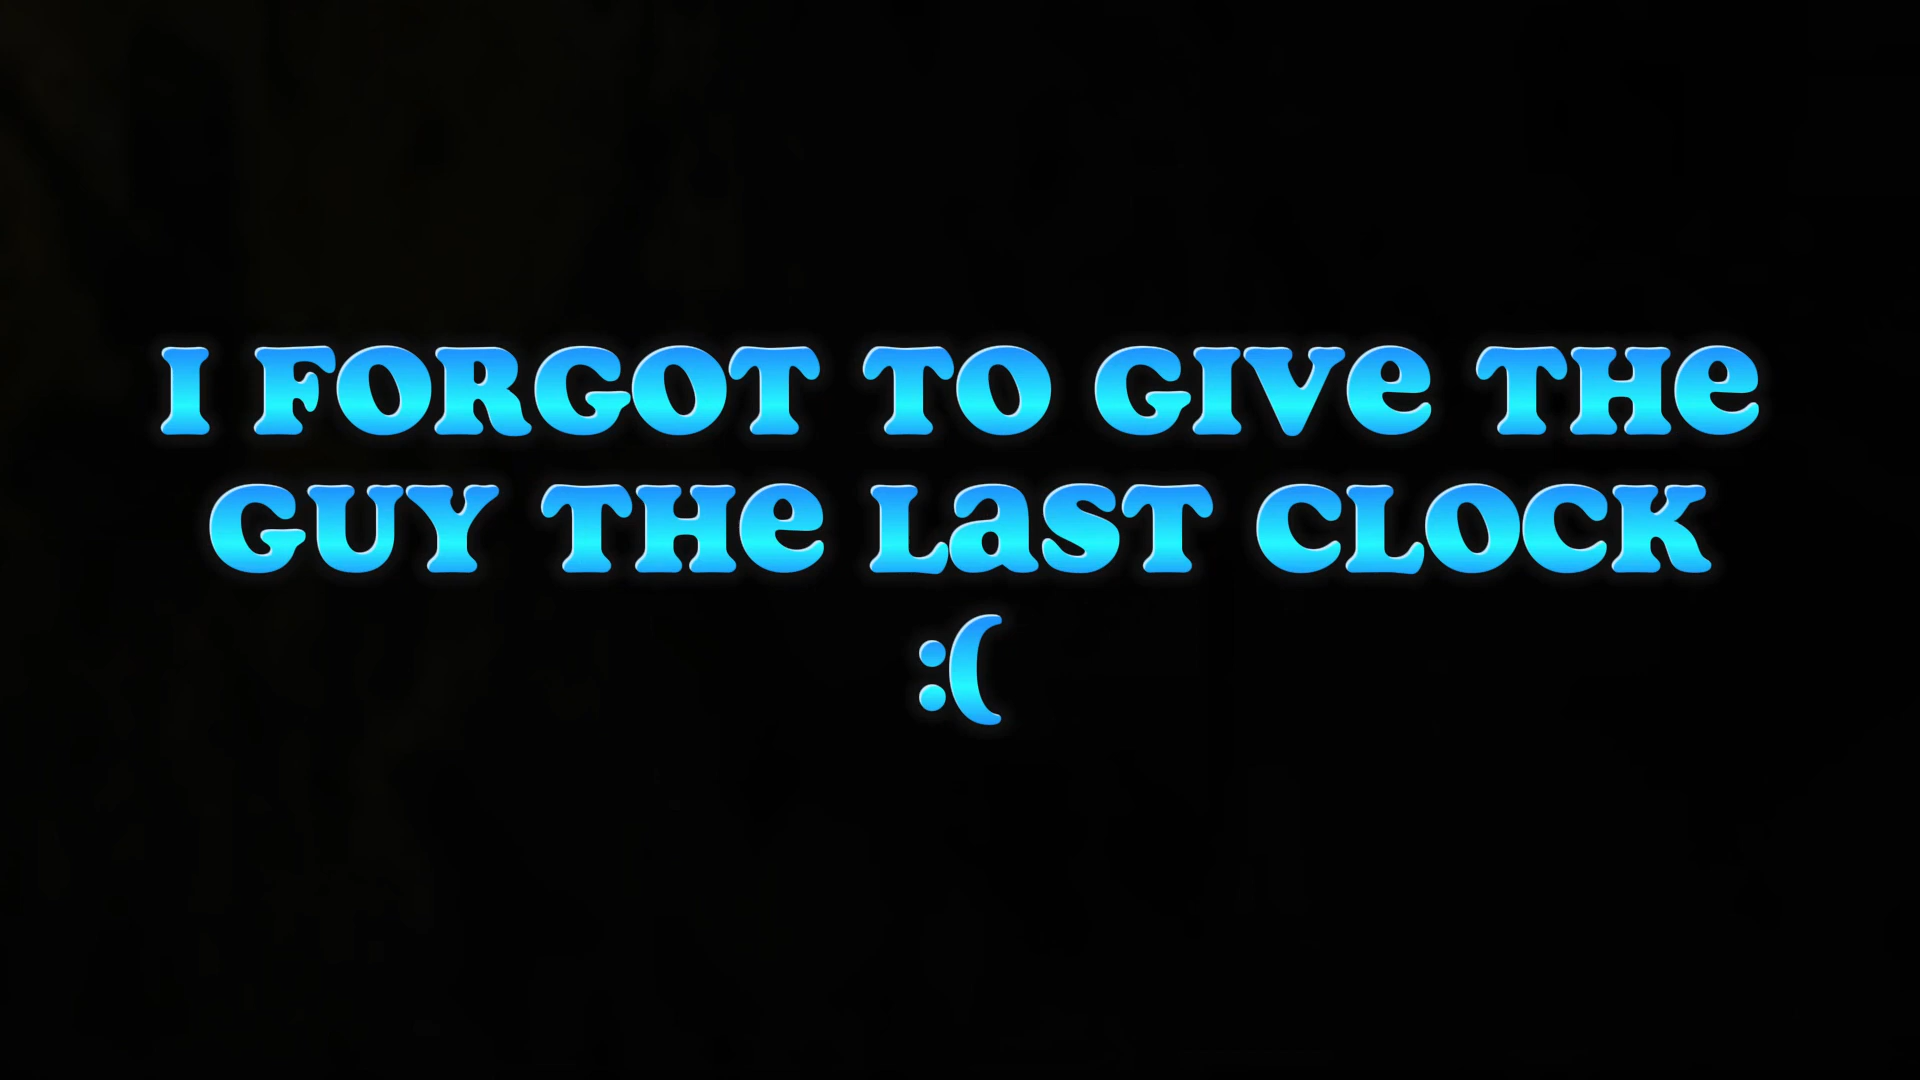 I FORGOT TO GIVE THE
GUY THE LAST CLOCK
:(